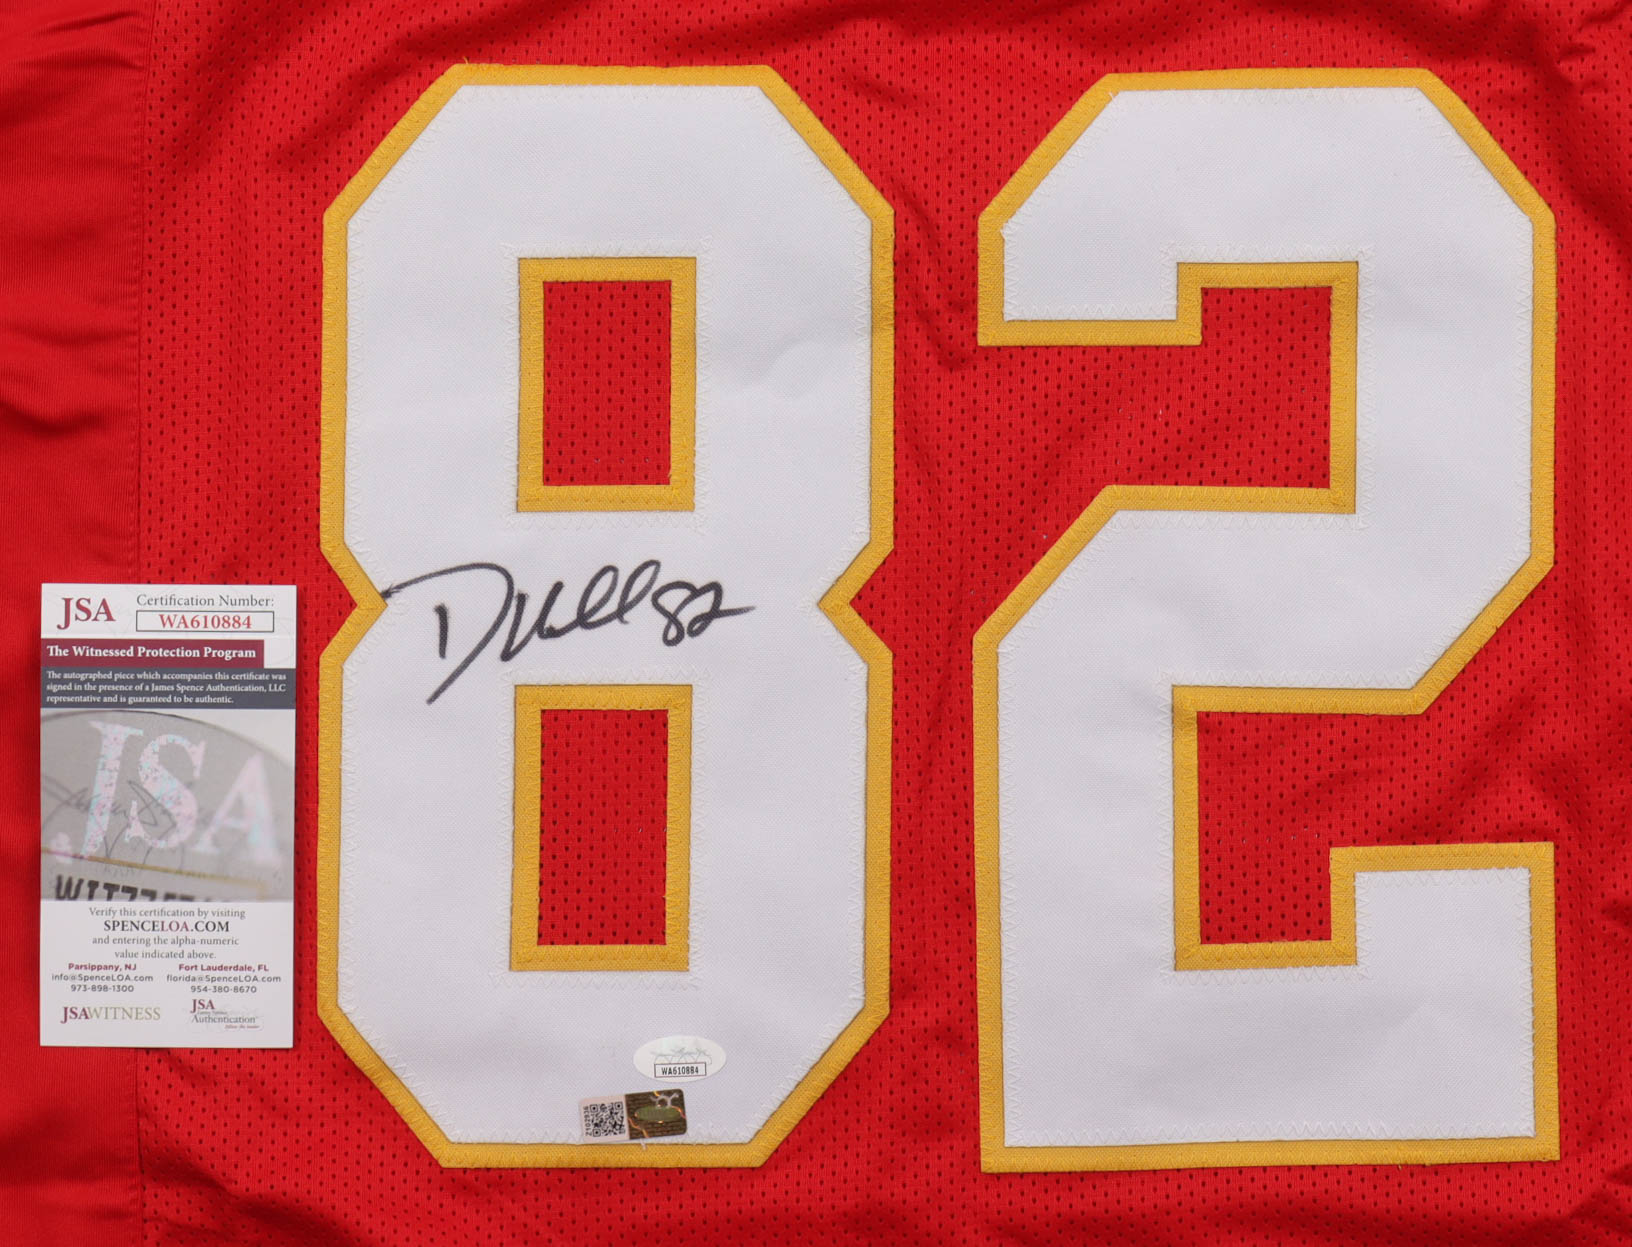 82
D Hall 82
JSA
Certification Number:
WA610884
The Witnessed Protection Program
The autographed piece which accompanies this certificate was
signed in the presence of a James Spence Authentication, LLC
representative and is guaranteed to be authentic.
JSA
Verify this certification by visiting
SPENCELOA.COM
and entering the alpha-numeric
value indicated above.
Parsippany, NJ
info@SpenceLOA.com
973-898-1300
Fort Lauderdale, FL
florida@SpenceLOA.com
954-380-8670
JSAWITNESS
JSA
Authentication
WA610884